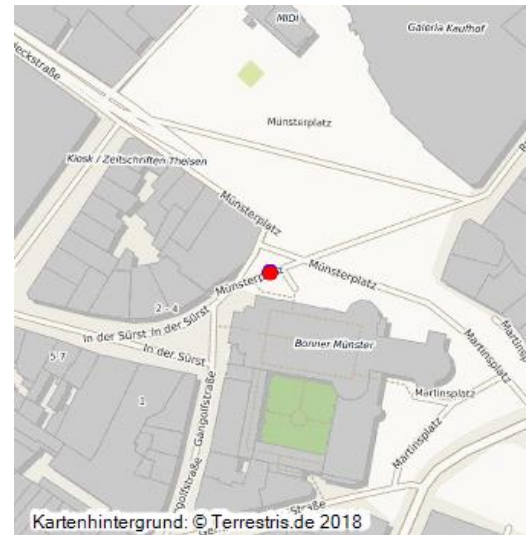 MIDI
Galeria Kaufhof
Münsterplatz
Kiosk / Zeitschriften Theisen
Münsterplatz
Münsterplatz
Münsterplatz
2 - 4
In der Sürst In der Sürst
In der Sürst
Bonner Münster
Martinsplatz
Martinsplatz
Martinsplatz
5 7
1
Gangolfstraße
Kartenhintergrund: © Terrestris.de 2018